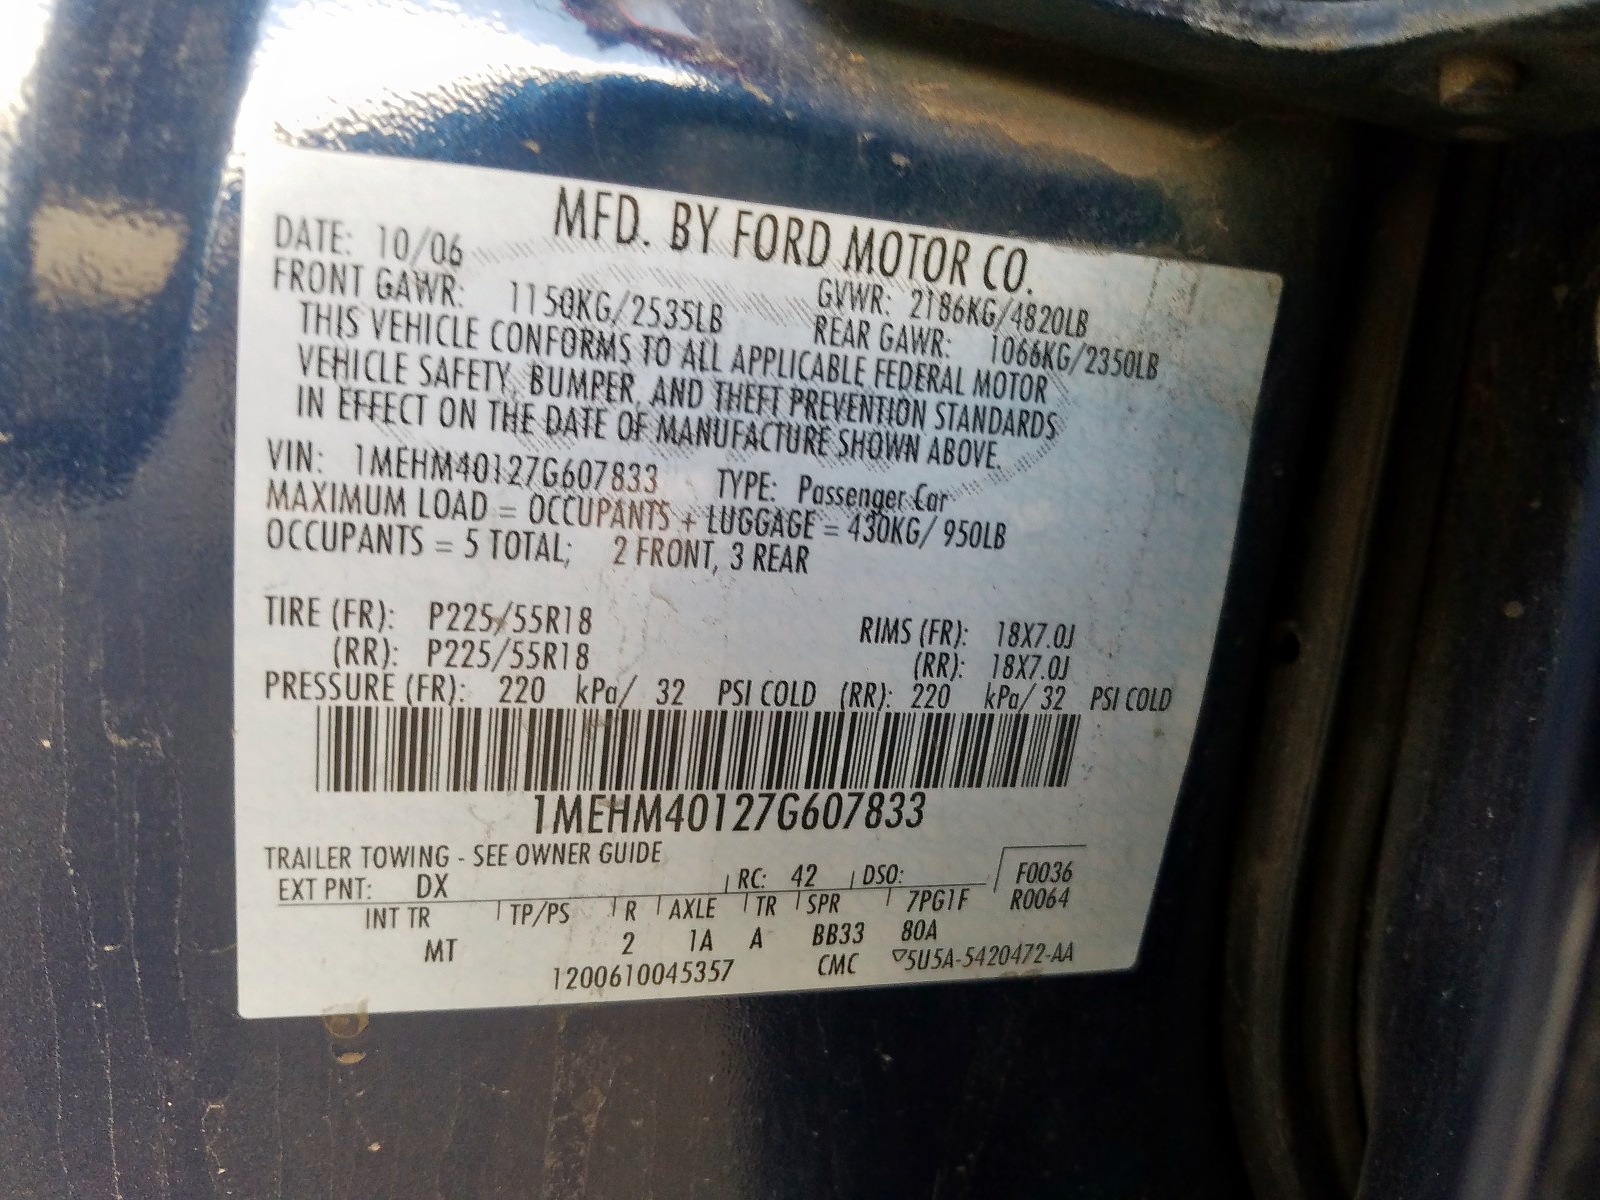 MFD. BY FORD MOTOR CO.
DATE: 10/06 GVWR: 2186KG/4820LB
FRONT GAWR: 1150KG/2535LB REAR GAWR: 1066KG/2350LB
THIS VEHICLE CONFORMS TO ALL APPLICABLE FEDERAL MOTOR
VEHICLE SAFETY, BUMPER, AND THEFT PREVENTION STANDARDS
IN EFFECT ON THE DATE OF MANUFACTURE SHOWN ABOVE.
VIN: 1MEHM40127G607833 TYPE: Passenger Car
MAXIMUM LOAD = OCCUPANTS + LUGGAGE = 430KG/ 950LB
OCCUPANTS = 5 TOTAL; 2 FRONT, 3 REAR
TIRE (FR): P225/55R18 RIMS (FR): 18X7.0J
(RR): P225/55R18 (RR): 18X7.0J
PRESSURE (FR): 220 kPa/ 32 PSI COLD (RR): 220 kPa/ 32 PSI COLD
1MEHM40127G607833
TRAILER TOWING - SEE OWNER GUIDE
EXT PNT: DX RC: 42 DSO: F0036
INT TR TP/PS R AXLE TR SPR 7PG1F R0064
MT 2 1A A BB33 80A
1200610045357 CMC ▽5U5A-5420472-AA